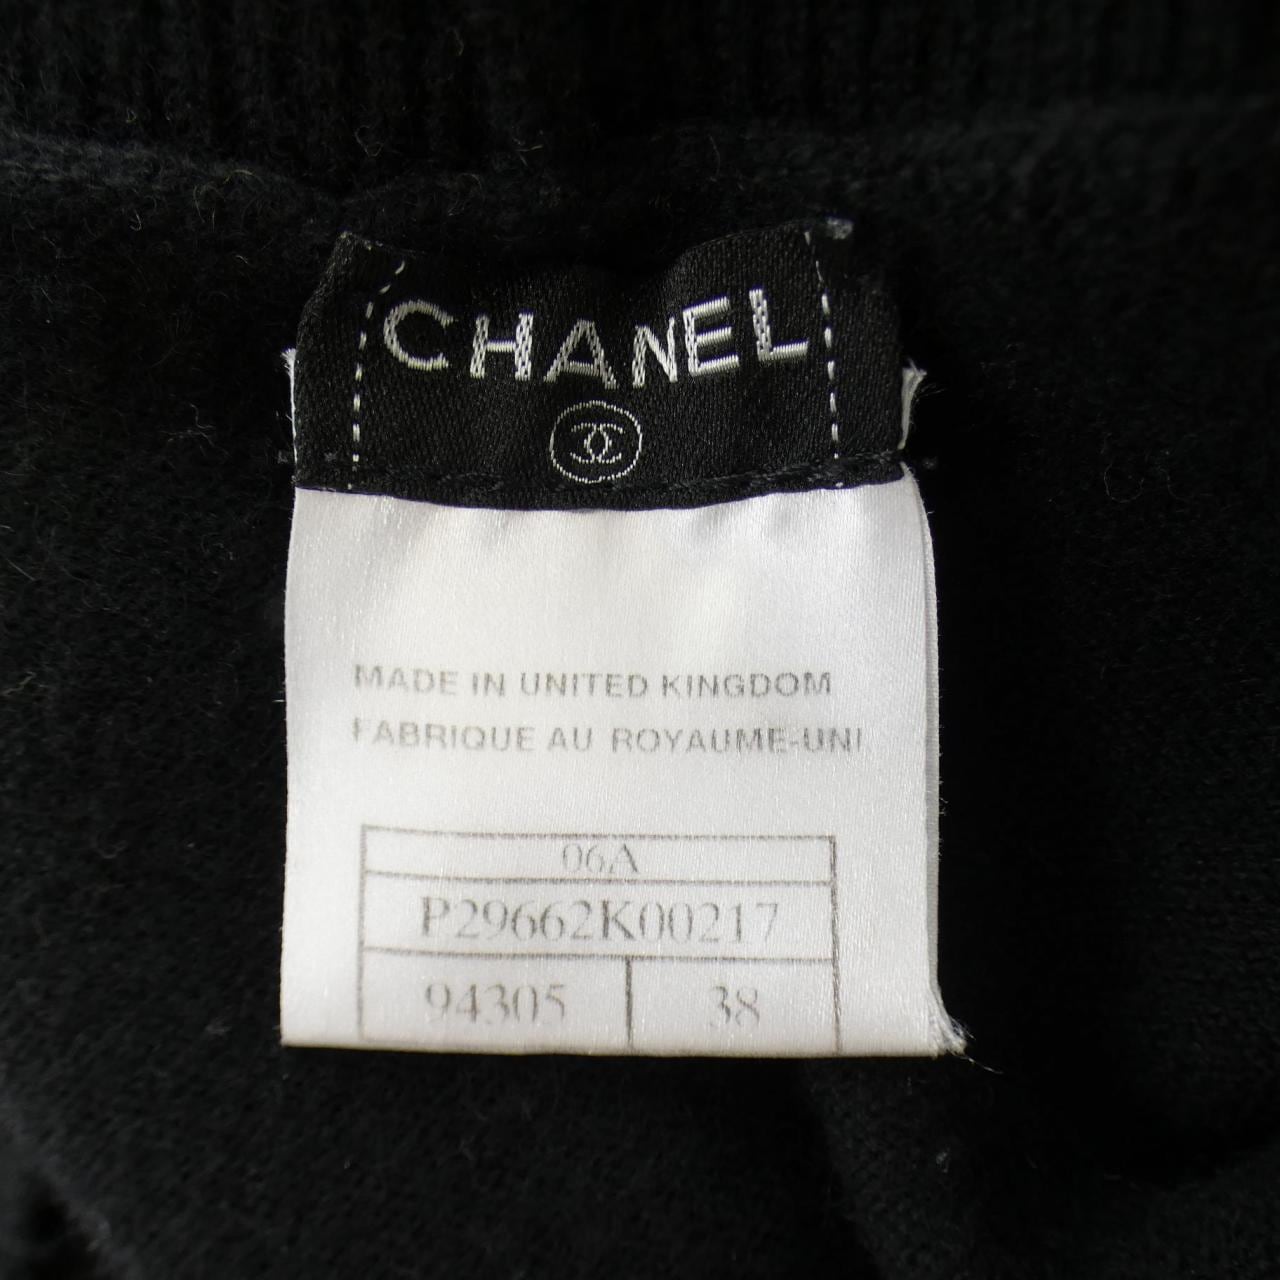 CHANEL
MADE IN UNITED KINGDOM
FABRIQUE AU ROYAUME-UNI
06A
P29662K00217
94305 38